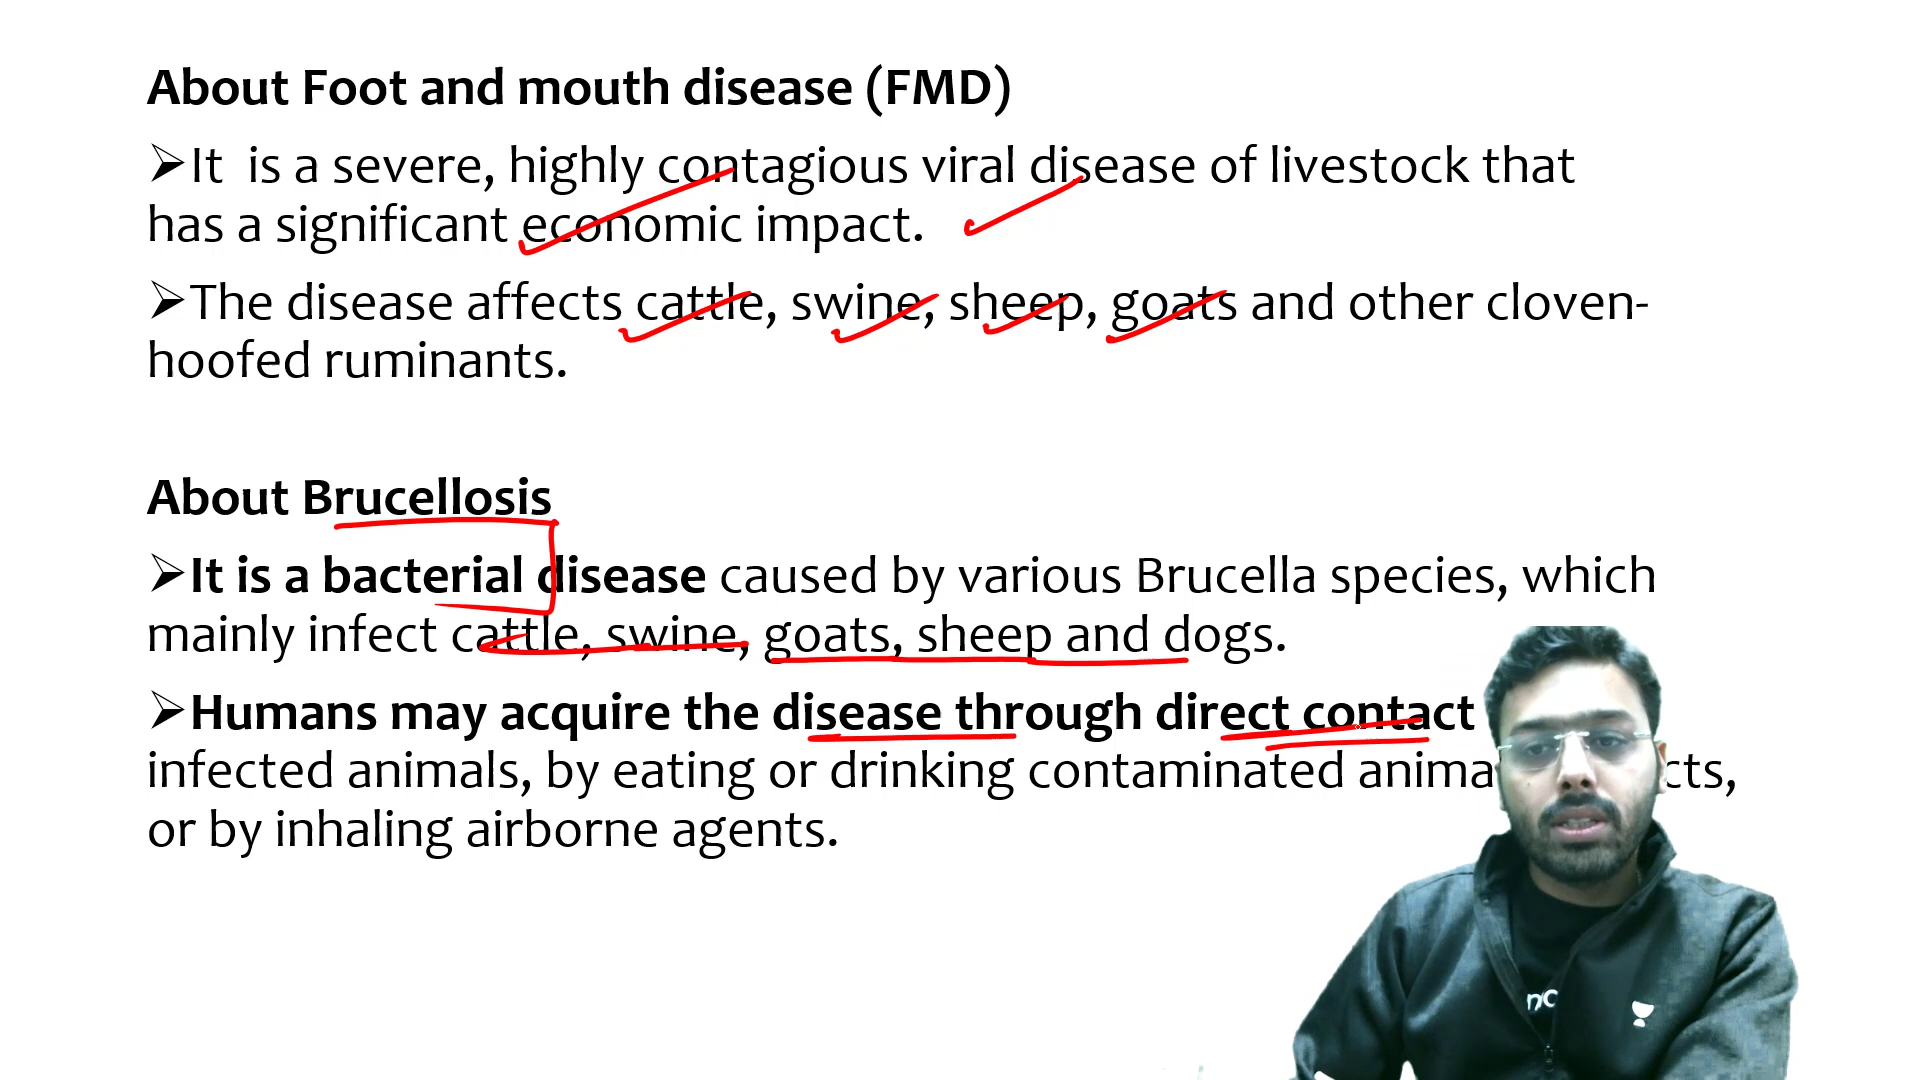 About Foot and mouth disease (FMD)
➢It is a severe, highly contagious viral disease of livestock that
has a significant economic impact.
➢The disease affects cattle, swine, sheep, goats and other cloven-
hoofed ruminants.
About Brucellosis
➢It is a bacterial disease caused by various Brucella species, which
mainly infect cattle, swine, goats, sheep and dogs.
➢Humans may acquire the disease through direct contact
infected animals, by eating or drinking contaminated
or by inhaling airborne agents.